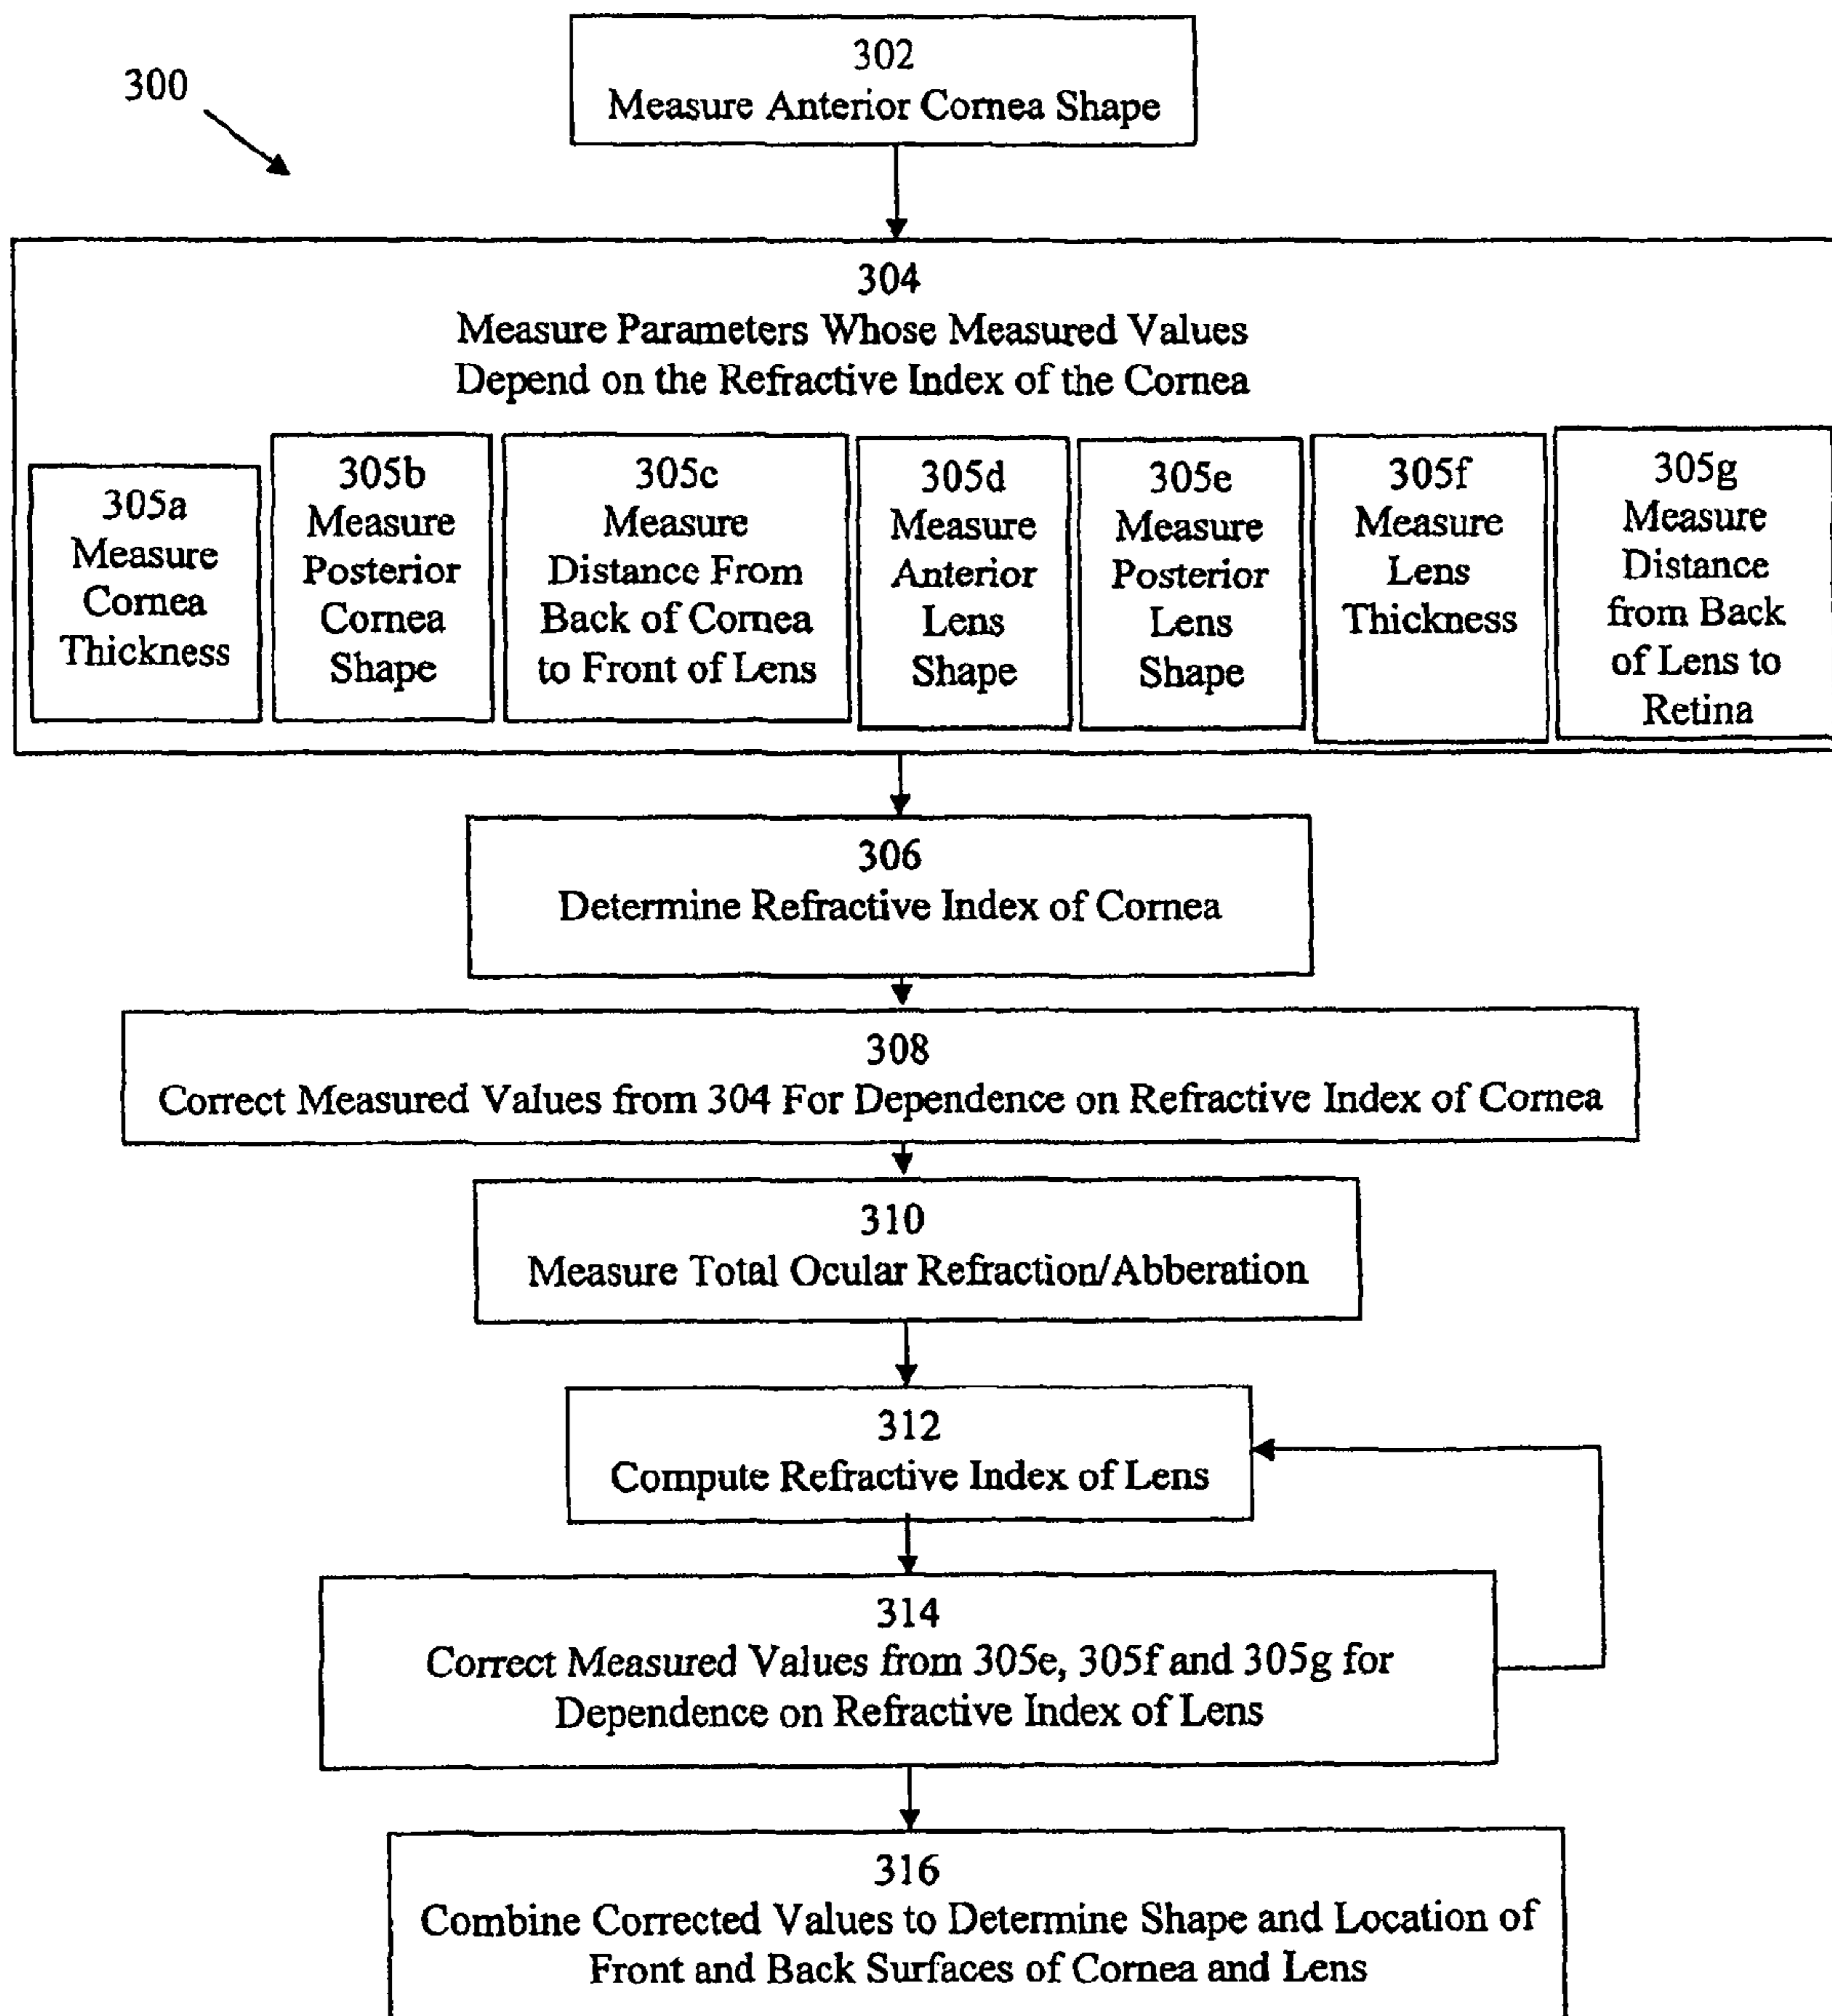 300
302
Measure Anterior Cornea Shape
304
Measure Parameters Whose Measured Values
Depend on the Refractive Index of the Cornea
305a
Measure
Cornea
Thickness
305b
Measure
Posterior
Cornea
Shape
305c
Measure
Distance From
Back of Cornea
to Front of Lens
305d
Measure
Anterior
Lens
Shape
305e
Measure
Posterior
Lens
Shape
305f
Measure
Lens
Thickness
305g
Measure
Distance
from Back
of Lens to
Retina
306
Determine Refractive Index of Cornea
308
Correct Measured Values from 304 For Dependence on Refractive Index of Cornea
310
Measure Total Ocular Refraction/Abberation
312
Compute Refractive Index of Lens
314
Correct Measured Values from 305e, 305f and 305g for
Dependence on Refractive Index of Lens
316
Combine Corrected Values to Determine Shape and Location of
Front and Back Surfaces of Cornea and Lens